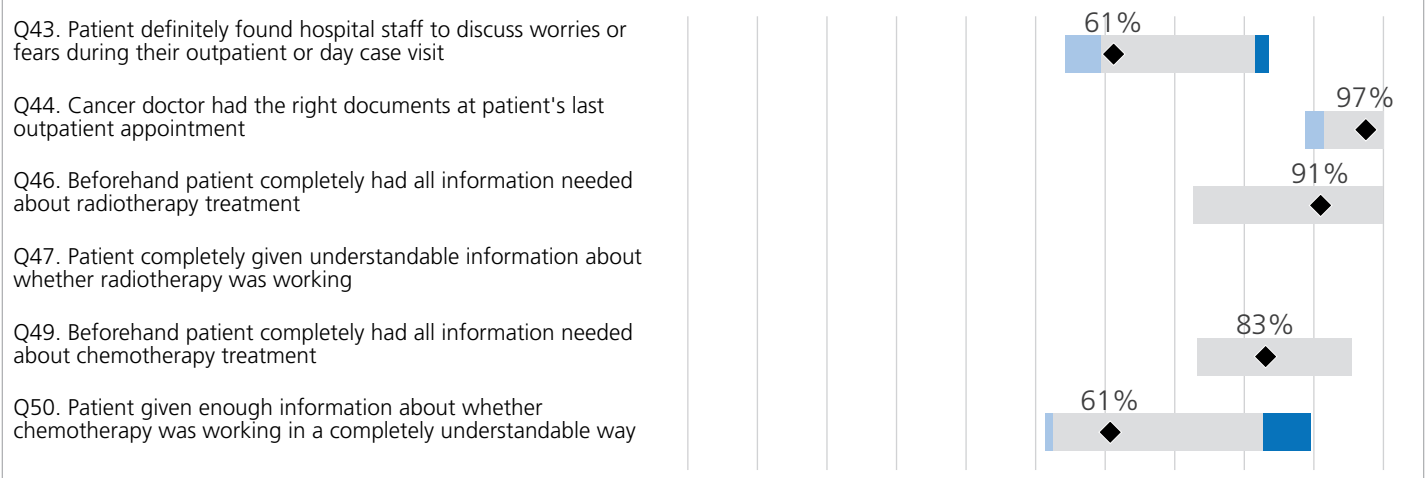 Q43. Patient definitely found hospital staff to discuss worries or
fears during their outpatient or day case visit
61%
Q44. Cancer doctor had the right documents at patient's last
outpatient appointment
97%
Q46. Beforehand patient completely had all information needed
about radiotherapy treatment
91%
Q47. Patient completely given understandable information about
whether radiotherapy was working
Q49. Beforehand patient completely had all information needed
about chemotherapy treatment
83%
Q50. Patient given enough information about whether
chemotherapy was working in a completely understandable way
61%